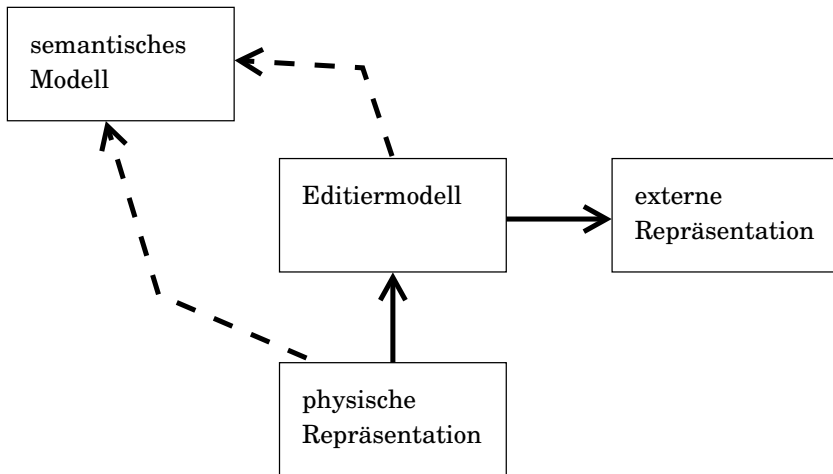 semantisches
Modell
Editiermodell
externe
Repräsentation
physische
Repräsentation